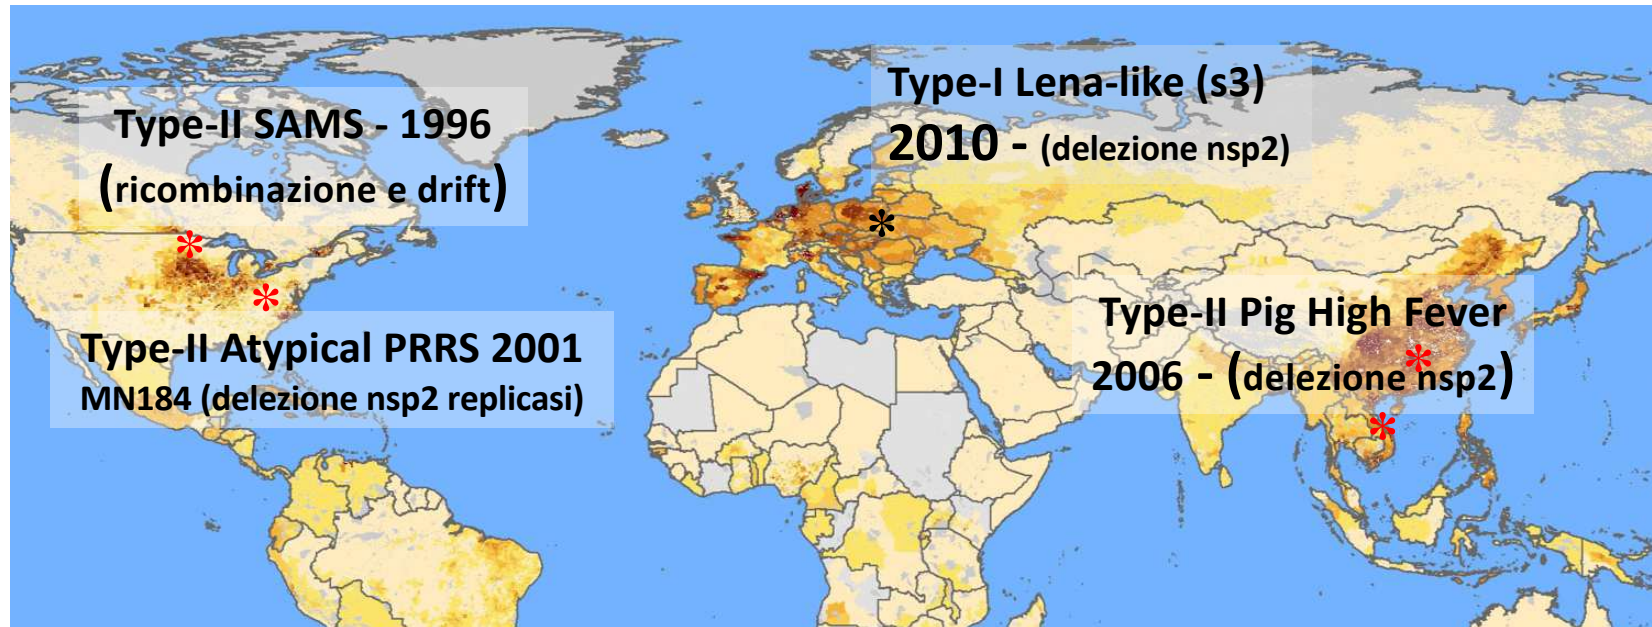 Type-II SAMS - 1996
(ricombinazione e drift)
Type-II Atypical PRRS 2001
MN184 (delezione nsp2 replicasi)
Type-I Lena-like (s3)
2010 - (delezione nsp2)
Type-II Pig High Fever
2006 - (delezione nsp2)